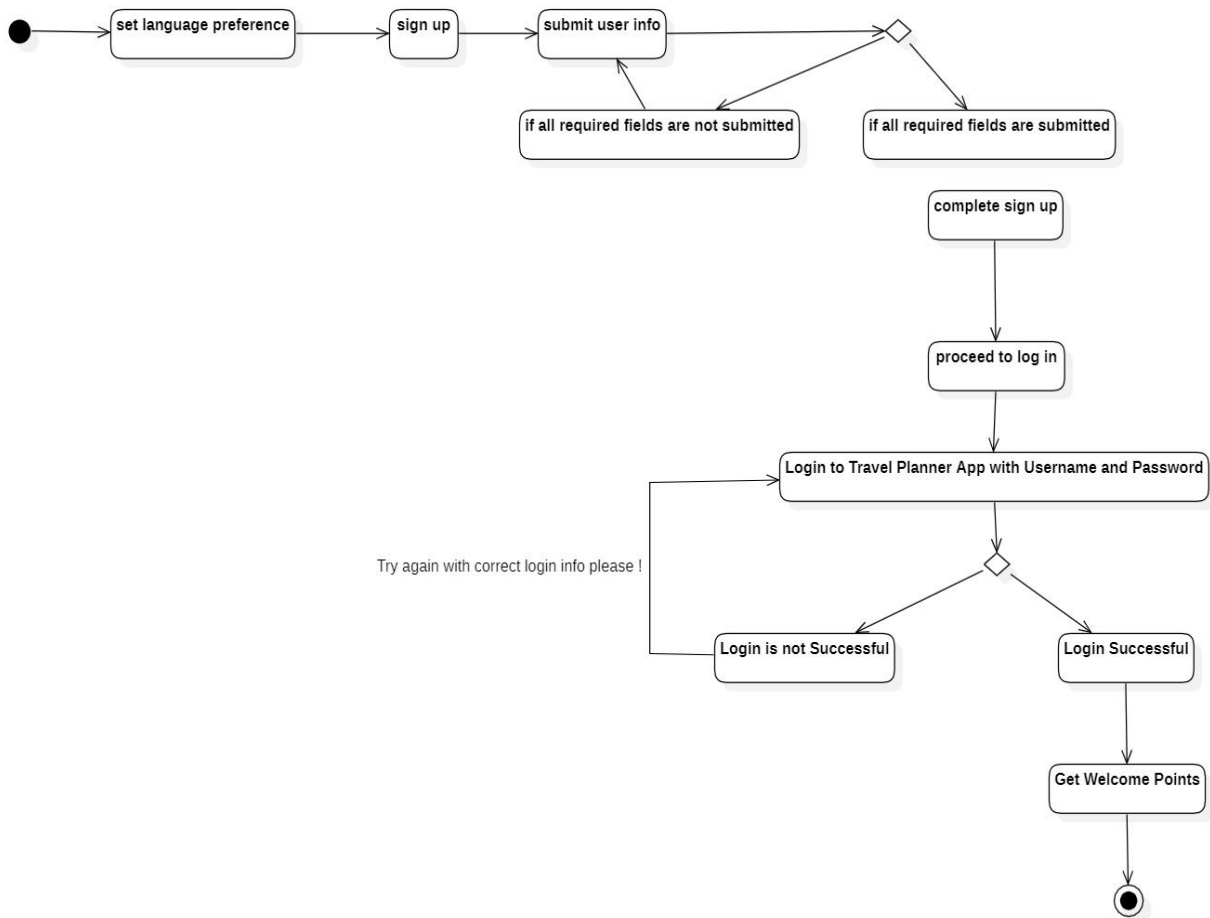 set language preference
sign up
submit user info
if all required fields are not submitted
if all required fields are submitted
complete sign up
proceed to log in
Login to Travel Planner App with Username and Password
Try again with correct login info please !
Login is not Successful
Login Successful
Get Welcome Points